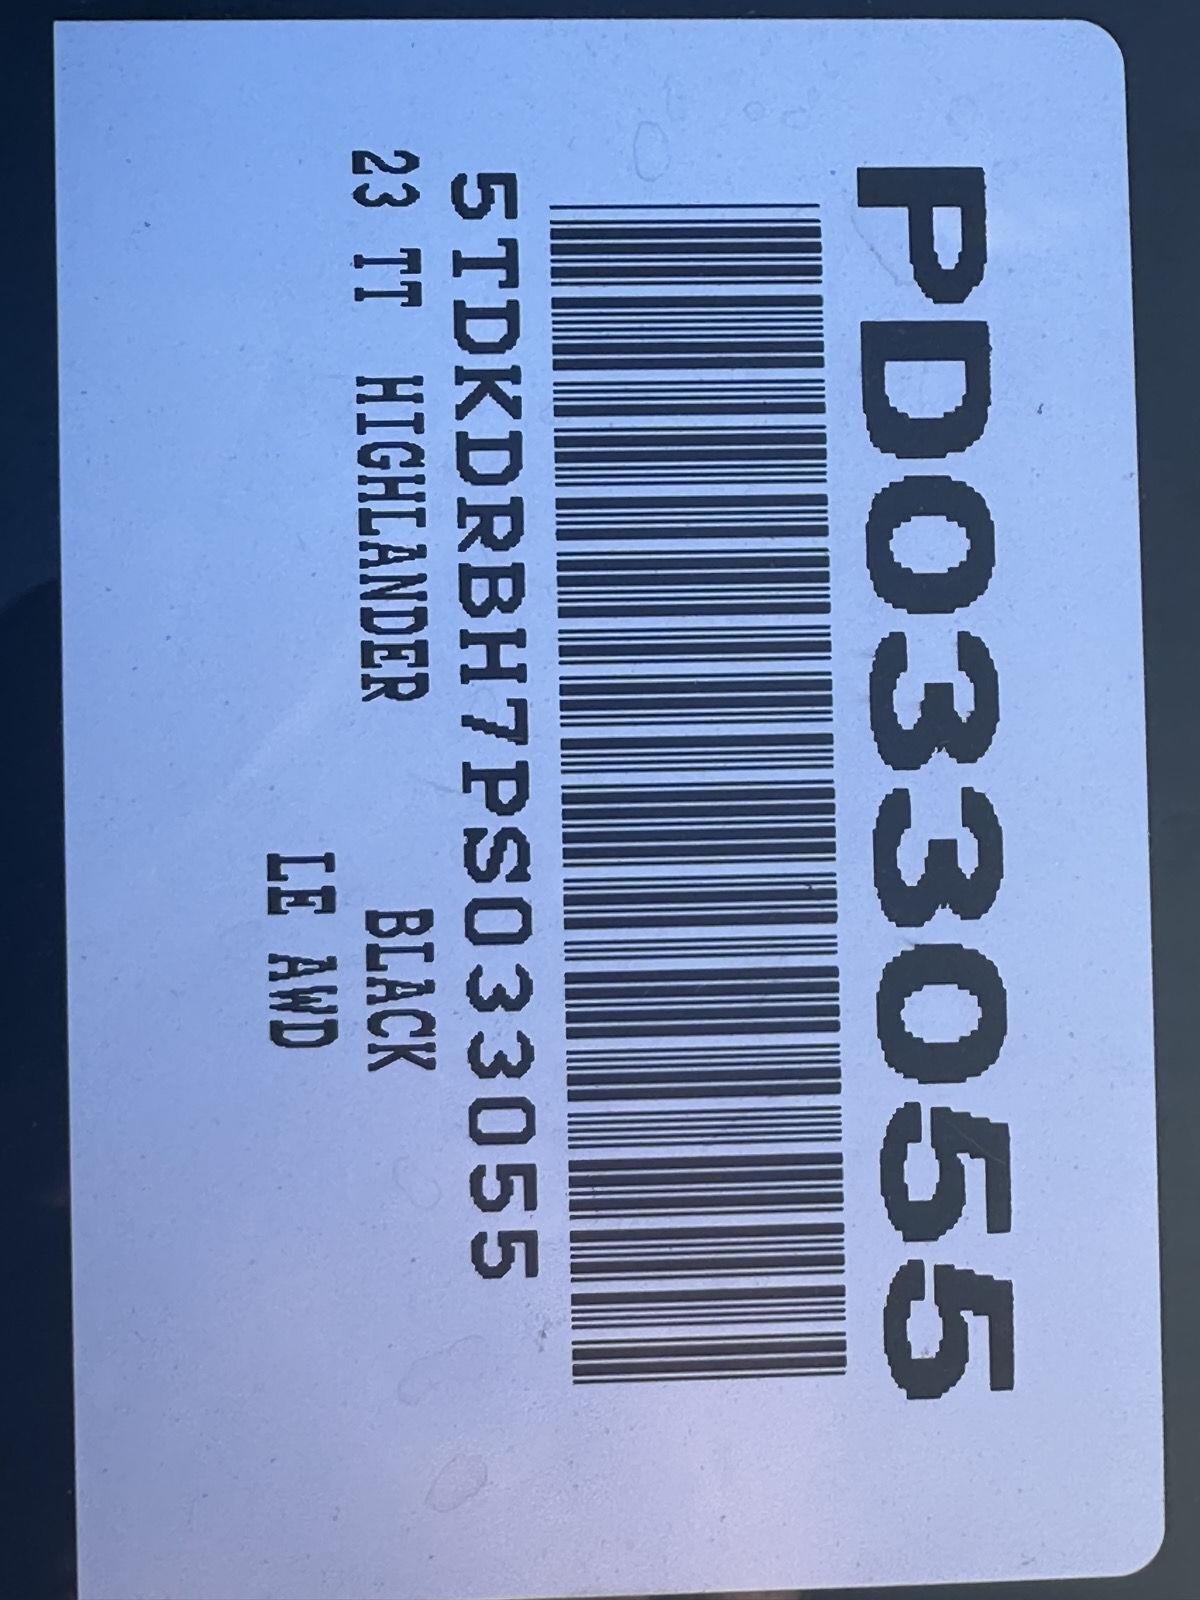 PD033055
5TDKDRBH7PS033055
23 TT HIGHLANDER BLACK
LE AWD